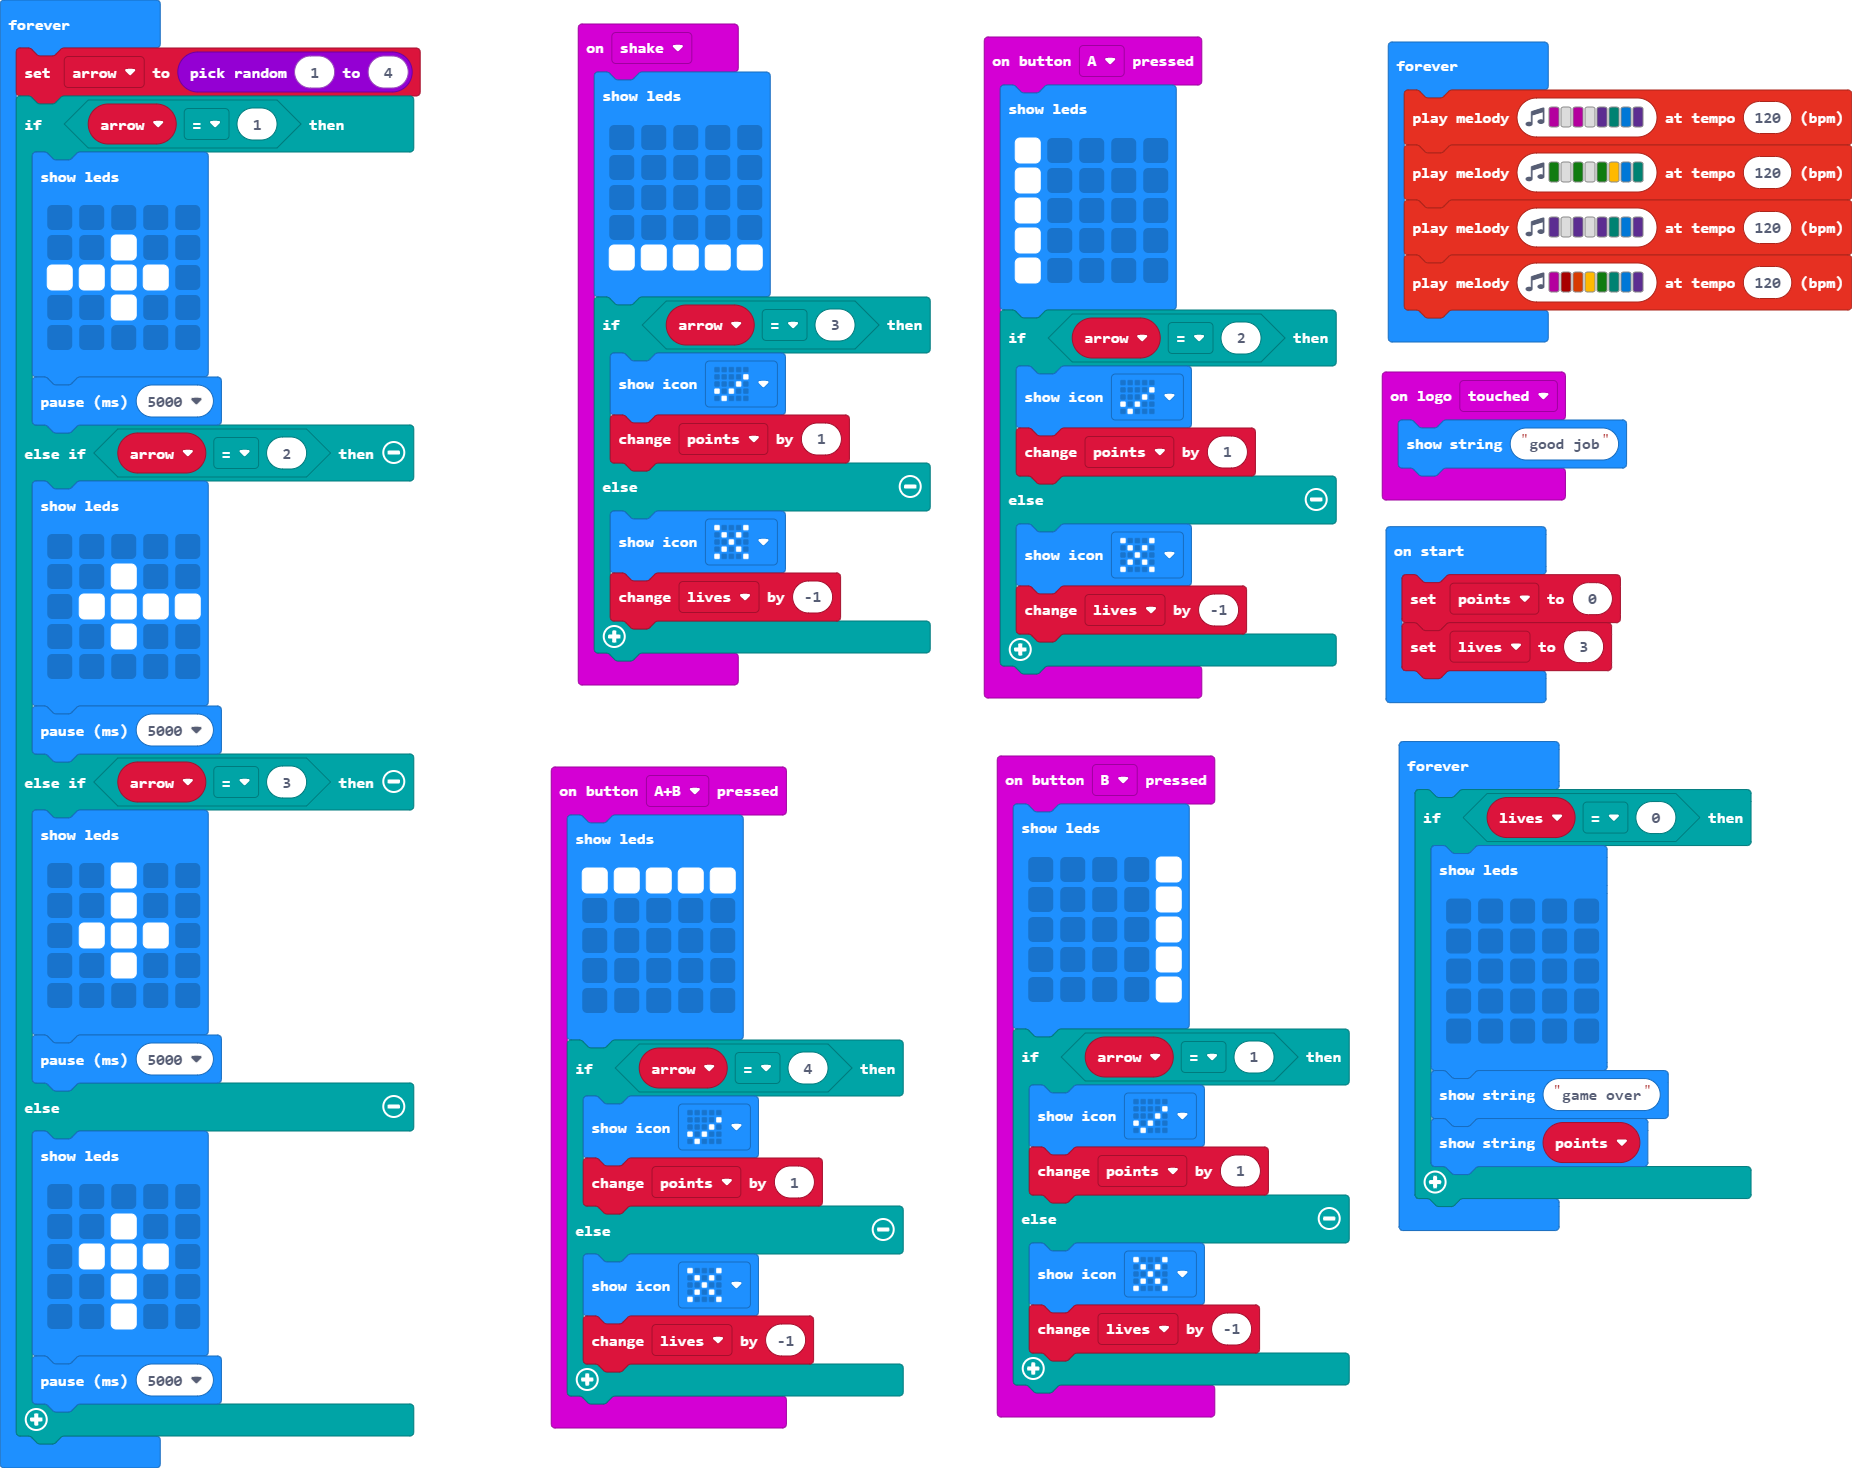 forever
set arrow to pick random 1 to 4
if arrow = 1 then
show leds
pause (ms) 5000
else if arrow = 2 then
show leds
pause (ms) 5000
else if arrow = 3 then
show leds
pause (ms) 5000
else
show leds
pause (ms) 5000
on shake
show leds
if arrow = 3 then
show icon
change points by 1
else
show icon
change lives by -1
on button A+B pressed
show leds
if arrow = 4 then
show icon
change points by 1
else
show icon
change lives by -1
on button A pressed
show leds
if arrow = 2 then
show icon
change points by 1
else
show icon
change lives by -1
on button B pressed
show leds
if arrow = 1 then
show icon
change points by 1
else
show icon
change lives by -1
forever
play melody at tempo 120 (bpm)
play melody at tempo 120 (bpm)
play melody at tempo 120 (bpm)
play melody at tempo 120 (bpm)
on logo touched
show string "good job"
on start
set points to 0
set lives to 3
forever
if lives = 0 then
show leds
show string "game over"
show string points